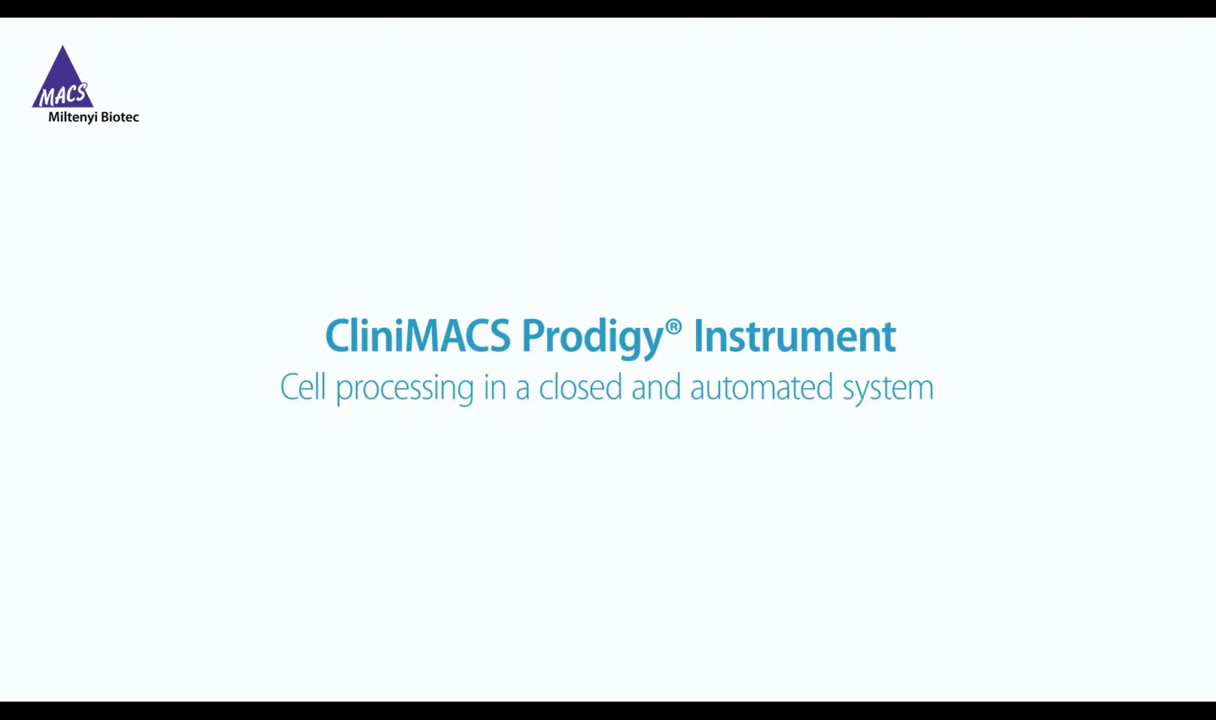 MACS
Miltenyi Biotec
CliniMACS Prodigy® Instrument
Cell processing in a closed and automated system